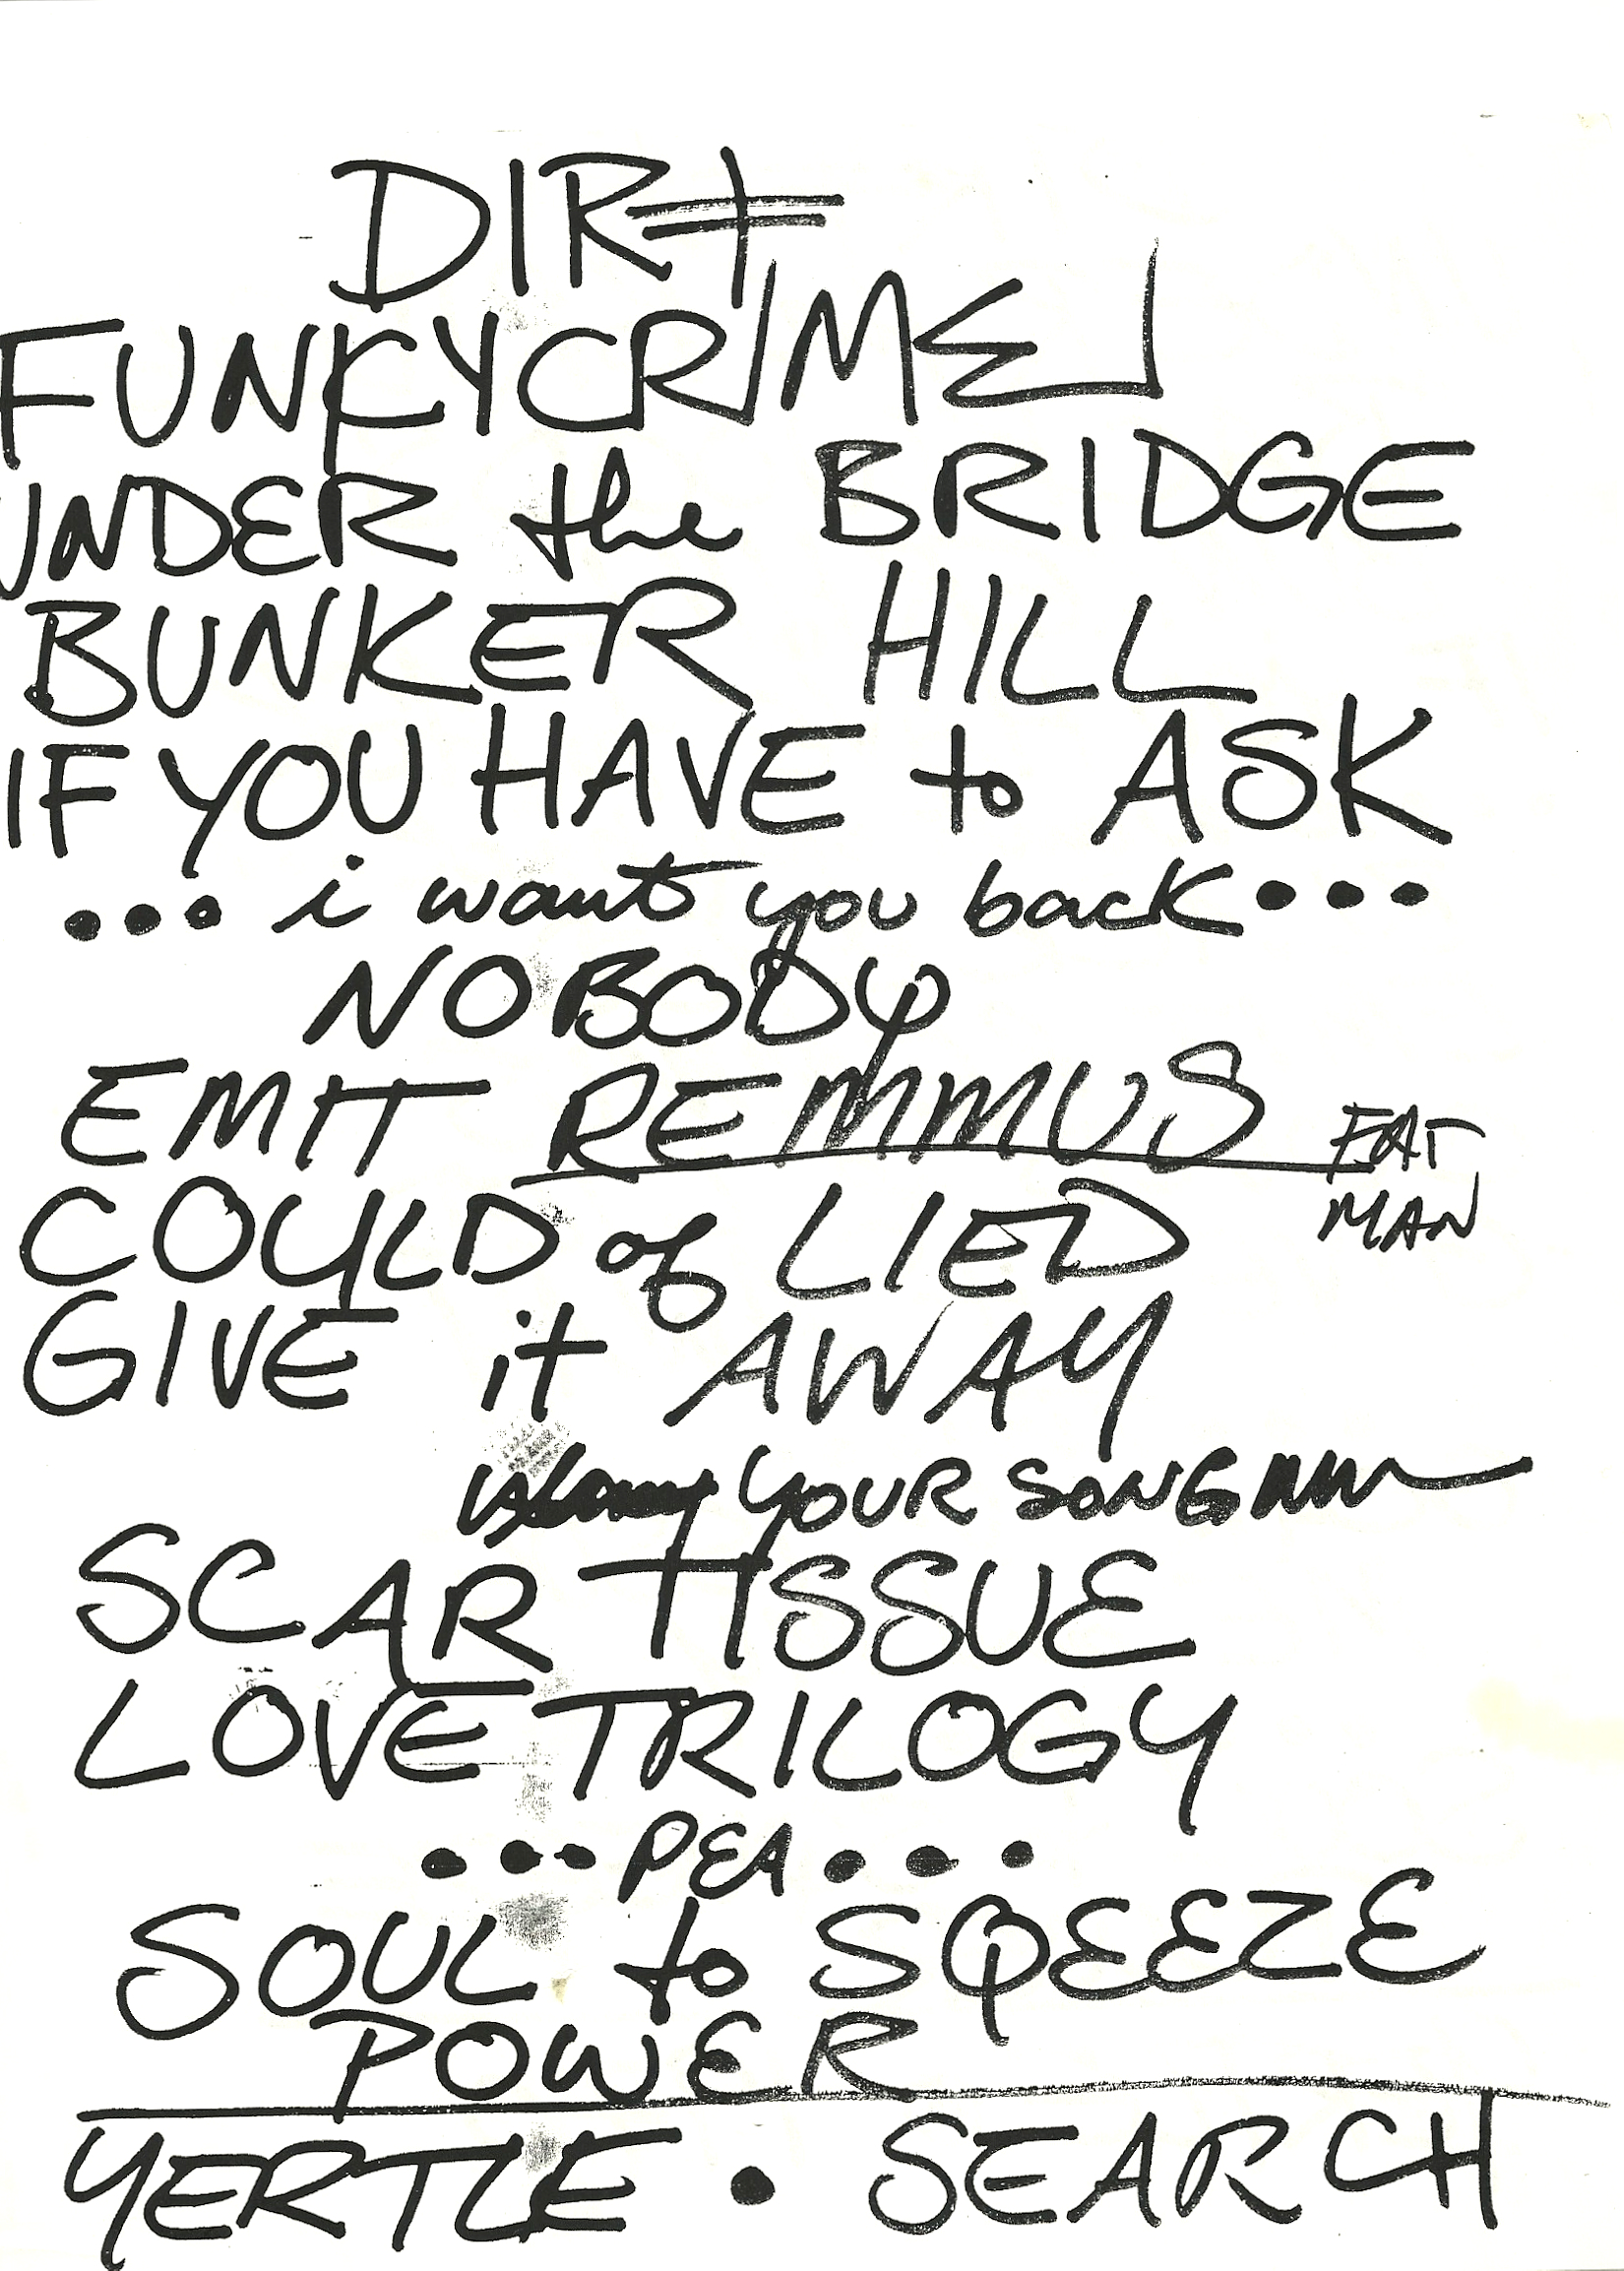 DIRt
FUNKYCRIME
UNDER the BRIDGE
BUNKER HILL
IF YOU HAVE to ASK
... i want you back...
NOBODY
EMIT REMMUS FAT
MAN
COULD of LIED
GIVE it AWAY
YOUR SONG
SCAR TISSUE
LOVE TRILOGY
...PEA...
SOUL to SQEEZE
POWER
YERTLE • SEARCH